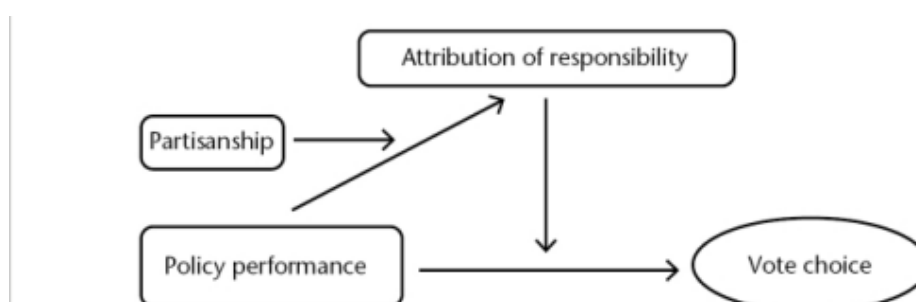 Attribution of responsibility
Partisanship
Policy performance
Vote choice